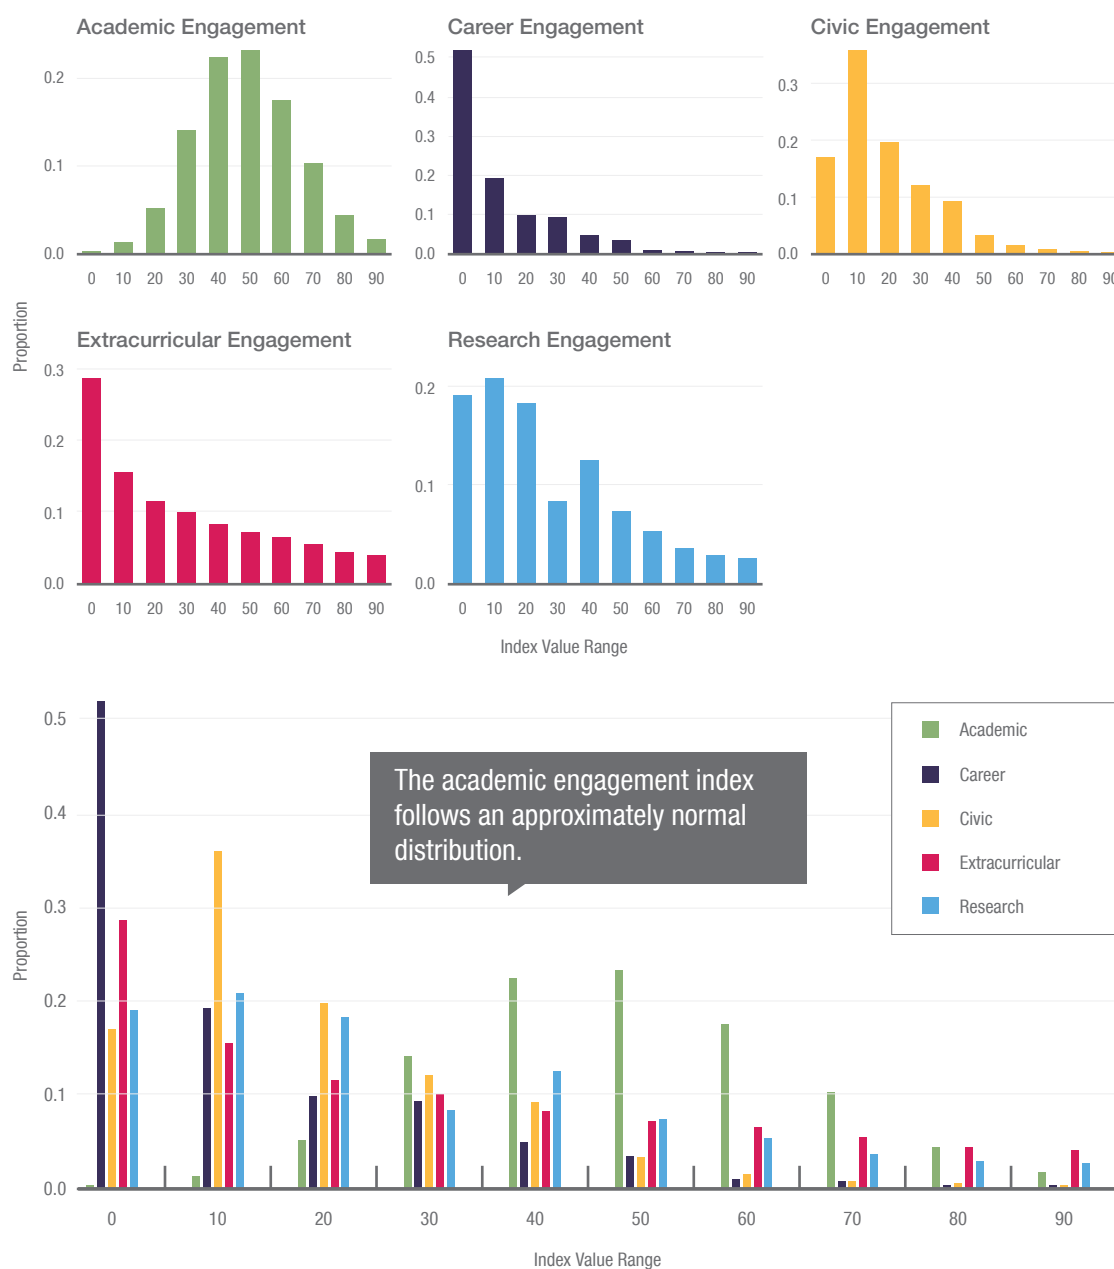 Academic Engagement
Career Engagement
Civic Engagement
0.2
0.1
0.0
0 10 20 30 40 50 60 70 80 90
0.5
0.4
0.3
0.2
0.1
0.0
0 10 20 30 40 50 60 70 80 90
0.3
0.2
0.1
0.0
0 10 20 30 40 50 60 70 80 90
Proportion
Extracurricular Engagement
Research Engagement
0.3
0.2
0.1
0.0
0 10 20 30 40 50 60 70 80 90
0.2
0.1
0.0
0 10 20 30 40 50 60 70 80 90
Index Value Range
0.5
0.4
0.3
0.2
0.1
0.0
Proportion
The academic engagement index
follows an approximately normal
distribution.
Academic
Career
Civic
Extracurricular
Research
0 10 20 30 40 50 60 70 80 90
Index Value Range